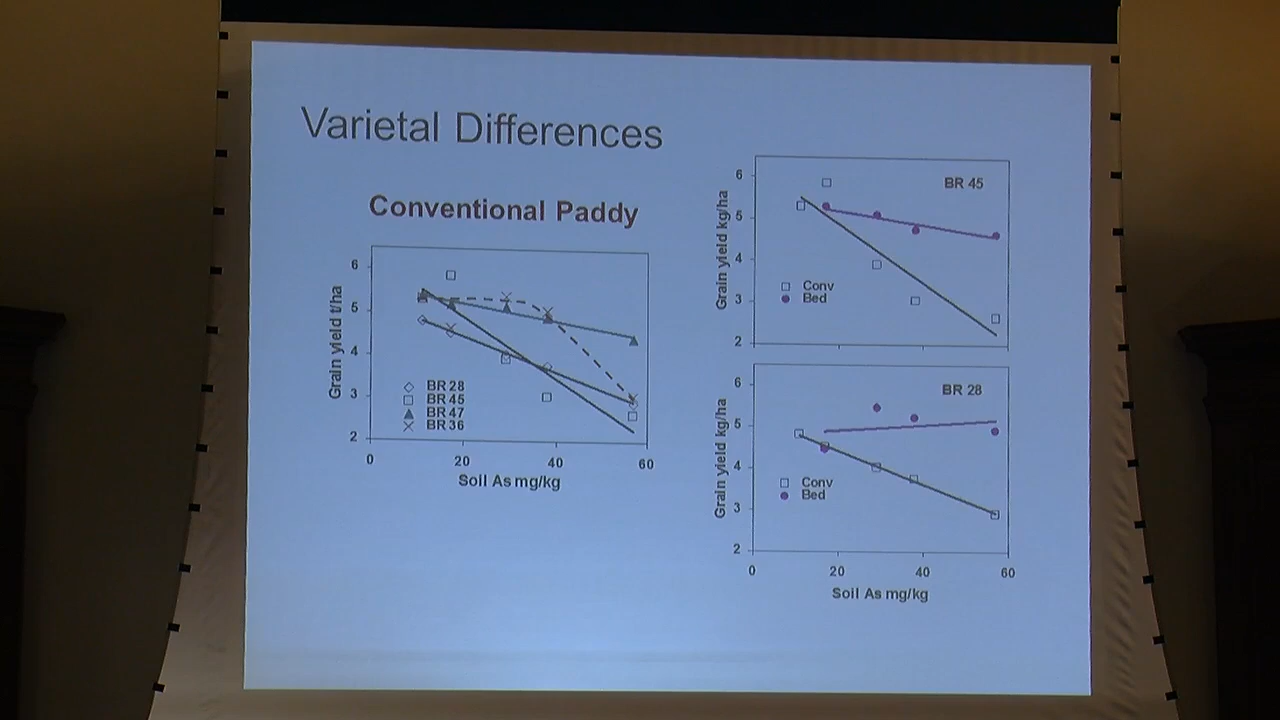 Varietal Differences
Conventional Paddy
6
5
4
3
2
Grain yield t/ha
BR 28
BR 45
BR 47
BR 36
0 20 40 60
Soil As mg/kg
BR 45
6
5
4
3
2
Grain yield kg/ha
Conv
Bed
BR 28
6
5
4
3
2
Grain yield kg/ha
Conv
Bed
0 20 40 60
Soil As mg/kg